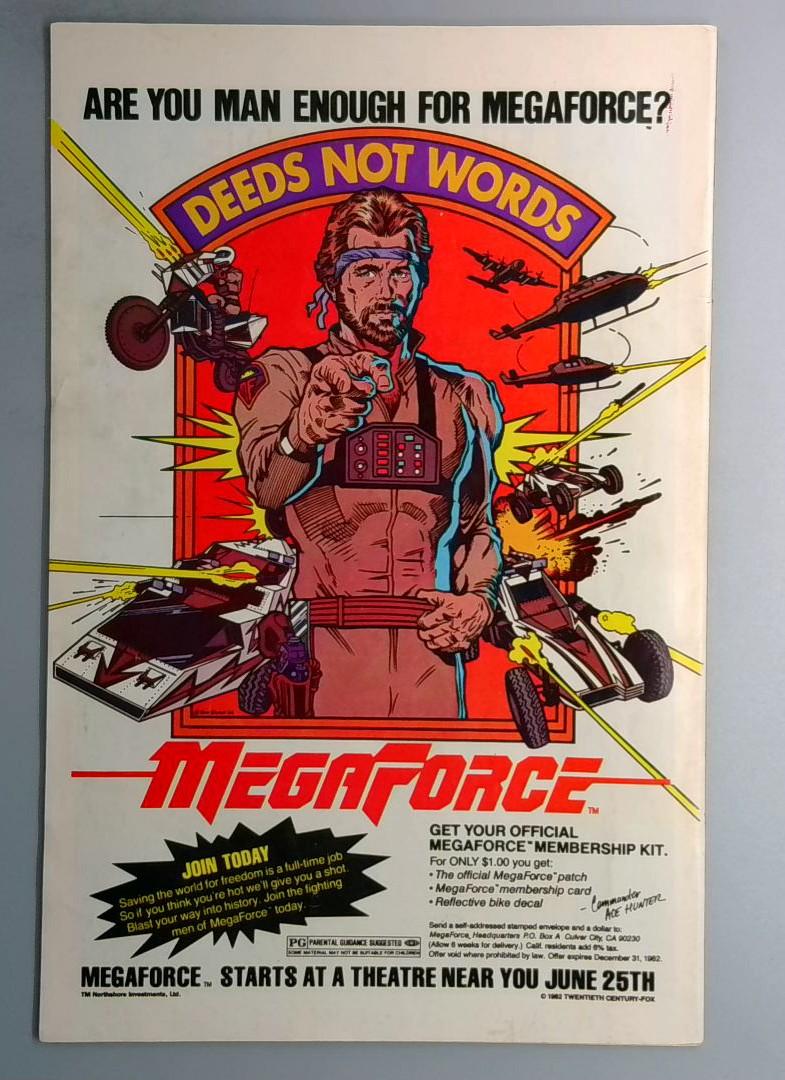 ARE YOU MAN ENOUGH FOR MEGAFORCE?
DEEDS NOT WORDS
MEGAFORCE™
JOIN TODAY
Saving the world for freedom is a full-time job
So if you think you're hot we'll give you a shot.
Blast your way into history. Join the fighting
men of MegaForce™ today.
GET YOUR OFFICIAL
MEGAFORCE™ MEMBERSHIP KIT.
For ONLY $1.00 you get:
• The official MegaForce™ patch
• MegaForce™ membership card
• Reflective bike decal
Commander
ACE HUNTER
Send a self-addressed stamped envelope and a dollar to:
MegaForce, Headquarters P.O. Box A Culver City, CA 90230
(Allow 6 weeks for delivery.) Calif. residents add 6% tax.
Offer void where prohibited by law. Offer expires December 31, 1982.
PG PARENTAL GUIDANCE SUGGESTED
SOME MATERIAL MAY NOT BE SUITABLE FOR CHILDREN
MEGAFORCE™ STARTS AT A THEATRE NEAR YOU JUNE 25TH
TM Northshore Investments, Ltd.
© 1982 TWENTIETH CENTURY-FOX